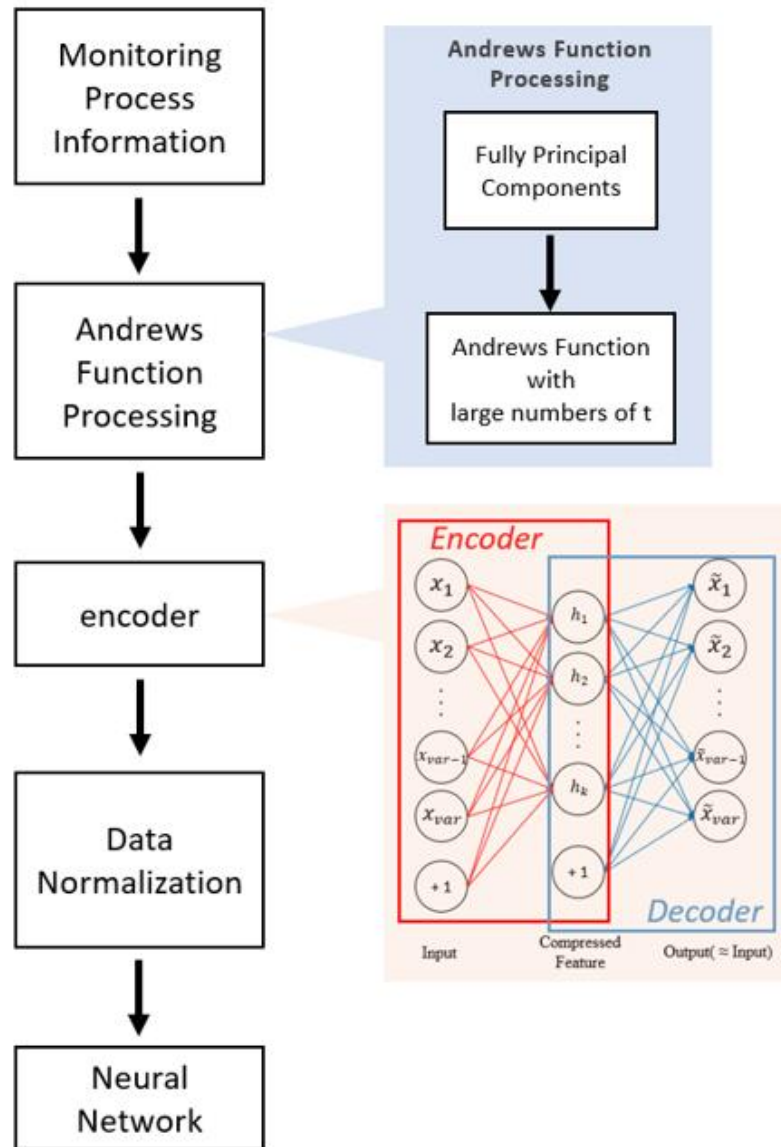 Monitoring
Process
Information
Andrews
Function
Processing
encoder
Data
Normalization
Neural
Network
Andrews Function
Processing
Fully Principal
Components
Andrews Function
with
large numbers of t
Encoder
x₁
x₂
⋮
xᵥₐᵣ₋₁
xᵥₐᵣ
+1
h₁
h₂
⋮
hₖ
+1
x̃₁
x̃₂
⋮
x̃ᵥₐᵣ₋₁
x̃ᵥₐᵣ
Decoder
Input
Compressed
Feature
Output( ≈ Input)